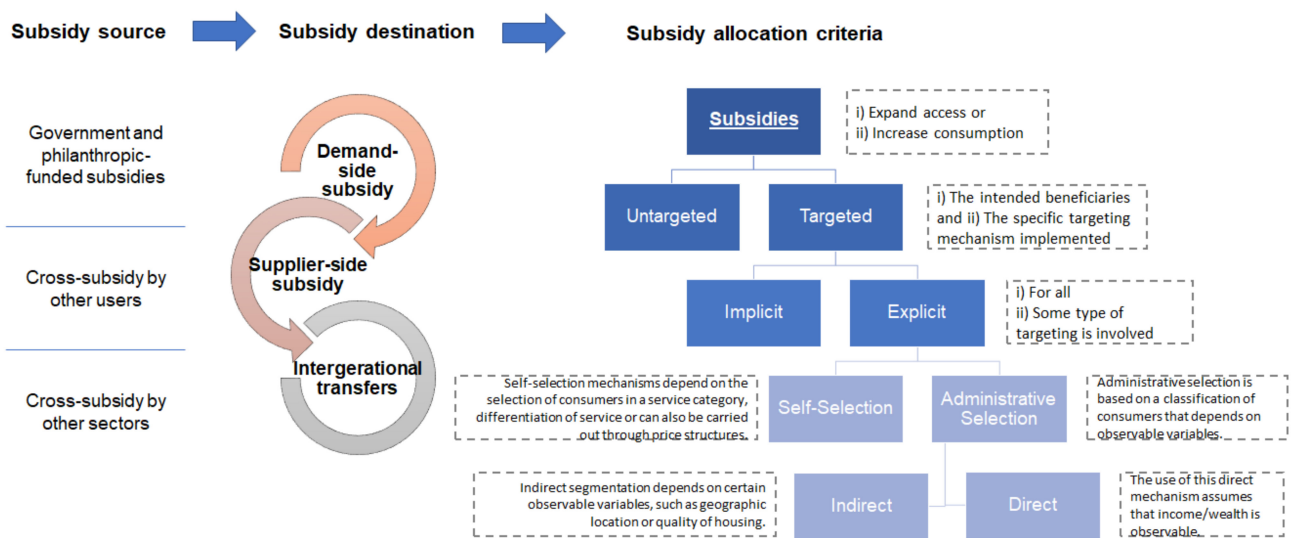 Subsidy source
Subsidy destination
Subsidy allocation criteria
Government and
philanthropic-
funded subsidies
Cross-subsidy by
other users
Cross-subsidy by
other sectors
Demand-
side
subsidy
Supplier-side
subsidy
Intergerational
transfers
Subsidies
i) Expand access or
ii) Increase consumption
Untargeted
Targeted
i) The intended beneficiaries
and ii) The specific targeting
mechanism implemented
Implicit
Explicit
i) For all
ii) Some type of
targeting is involved
Self-selection mechanisms depend on the
selection of consumers in a service category,
differentiation of service or can also be carried
out through price structures.
Self-Selection
Administrative
Selection
Administrative selection is
based on a classification of
consumers that depends on
observable variables.
Indirect segmentation depends on certain
observable variables, such as geographic
location or quality of housing.
Indirect
Direct
The use of this direct
mechanism assumes
that income/wealth is
observable.